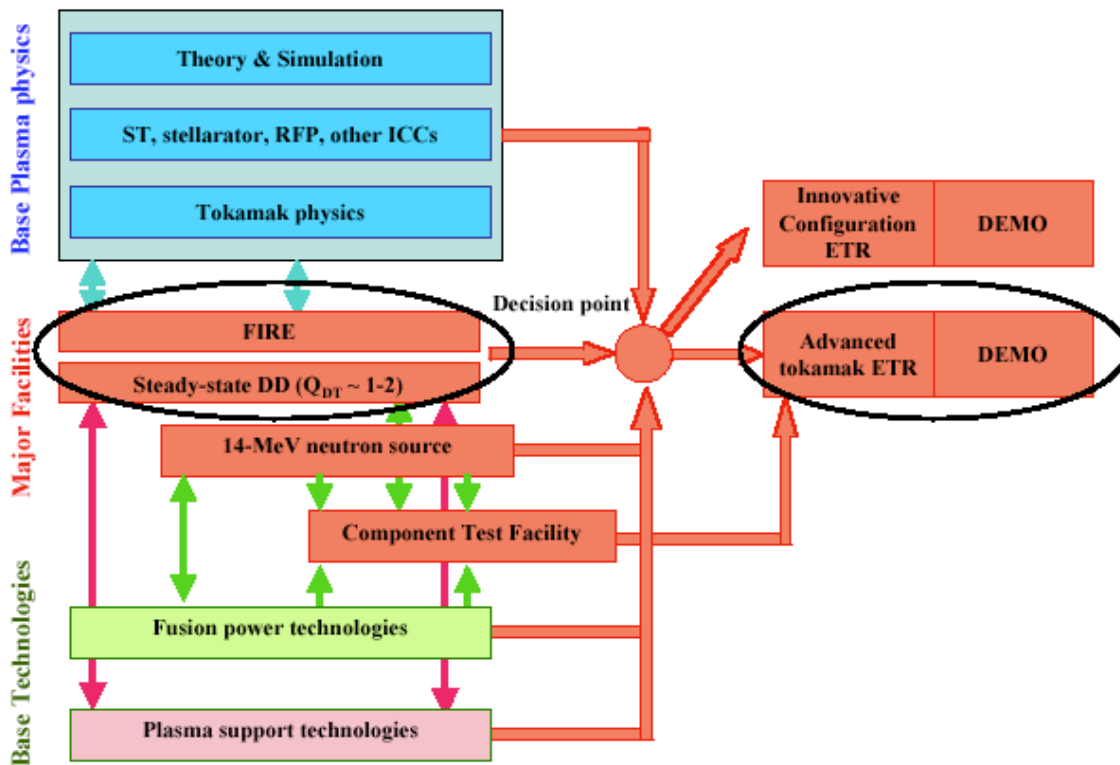 Base Plasma physics
Theory & Simulation
ST, stellarator, RFP, other ICCs
Tokamak physics
Innovative
Configuration
ETR
DEMO
Decision point
Major Facilities
FIRE
Steady-state DD (Q_DT ~ 1-2)
Advanced
tokamak ETR
DEMO
14-MeV neutron source
Component Test Facility
Base Technologies
Fusion power technologies
Plasma support technologies